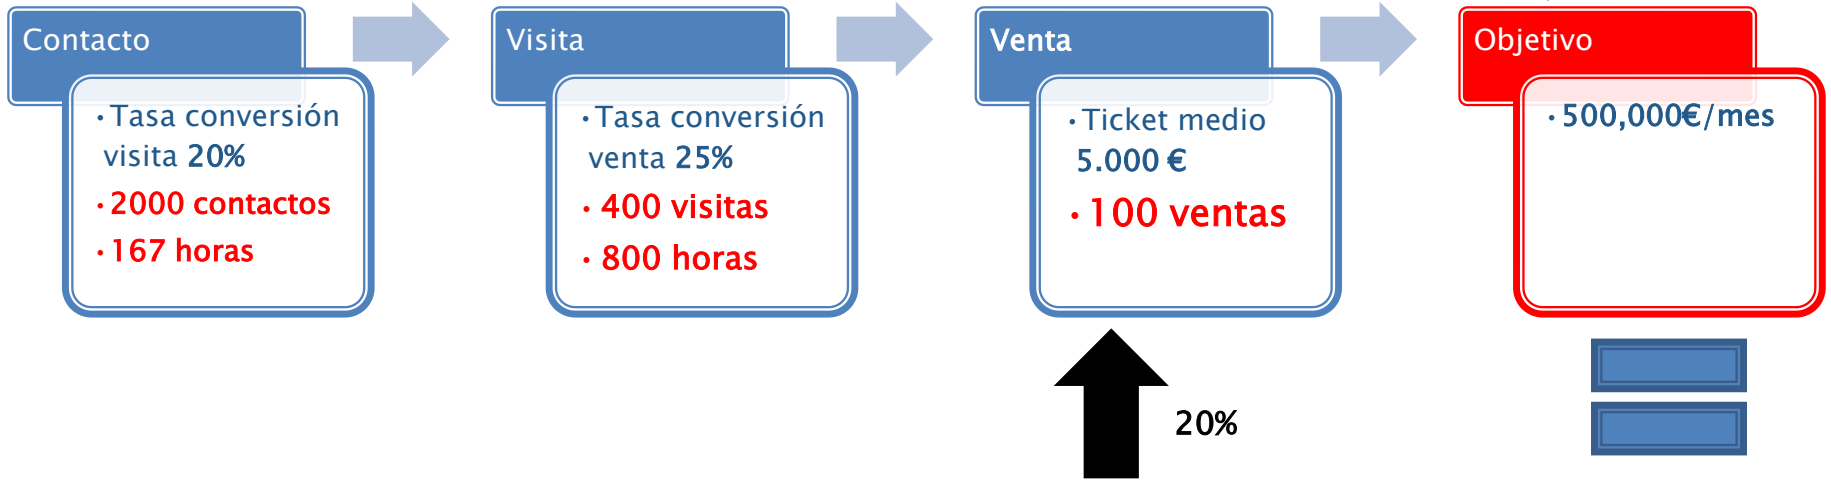 Contacto
· Tasa conversión
visita 20%
· 2000 contactos
· 167 horas
Visita
· Tasa conversión
venta 25%
· 400 visitas
· 800 horas
Venta
· Ticket medio
5.000 €
· 100 ventas
20%
Objetivo
· 500,000€/mes